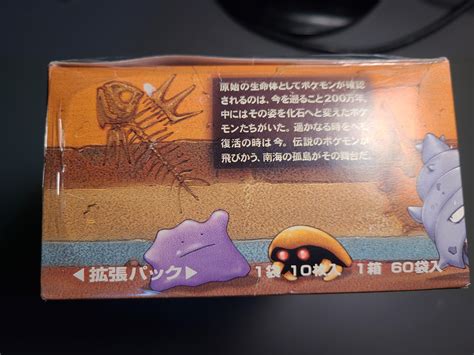 原始の生命体としてポケモンが確認
されるのは、今を遡ること200万年。
中にはその姿を化石へと変えたポケ
モンたちがいた。遥かなる時をへて
復活の時は今。伝説のポケモンが
飛びかう、南海の孤島がその舞台だ。
◀拡張パック▶
1袋 10枚入 1箱 60袋入